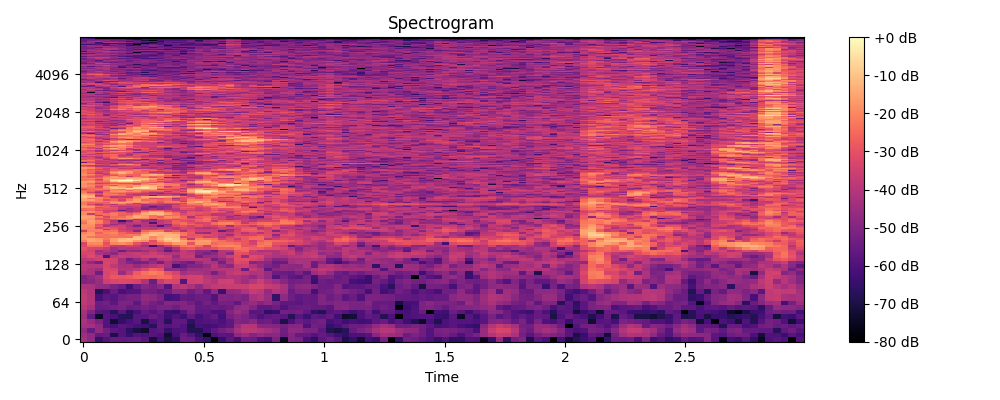 Spectrogram
+0 dB
4096
-10 dB
2048
-20 dB
1024
-30 dB
Hz
512
-40 dB
256
-50 dB
128
-60 dB
64
-70 dB
0
-80 dB
0 0.5 1 1.5 2 2.5
Time